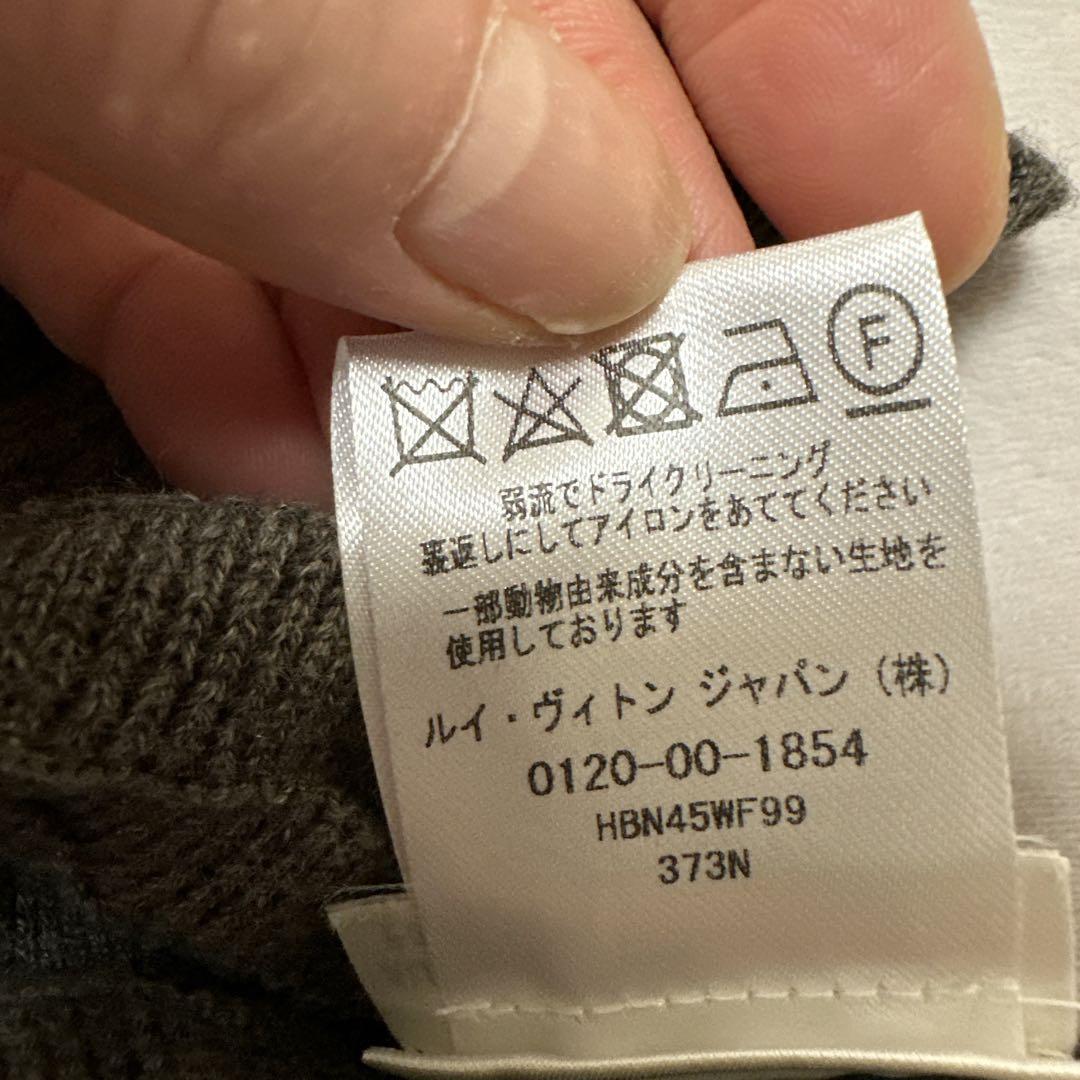 F
弱流でドライクリーニング
裏返しにしてアイロンをあててください
一部動物由来成分を含まない生地を
使用しております
ルイ・ヴィトン ジャパン (株)
0120-00-1854
HBN45WF99
373N